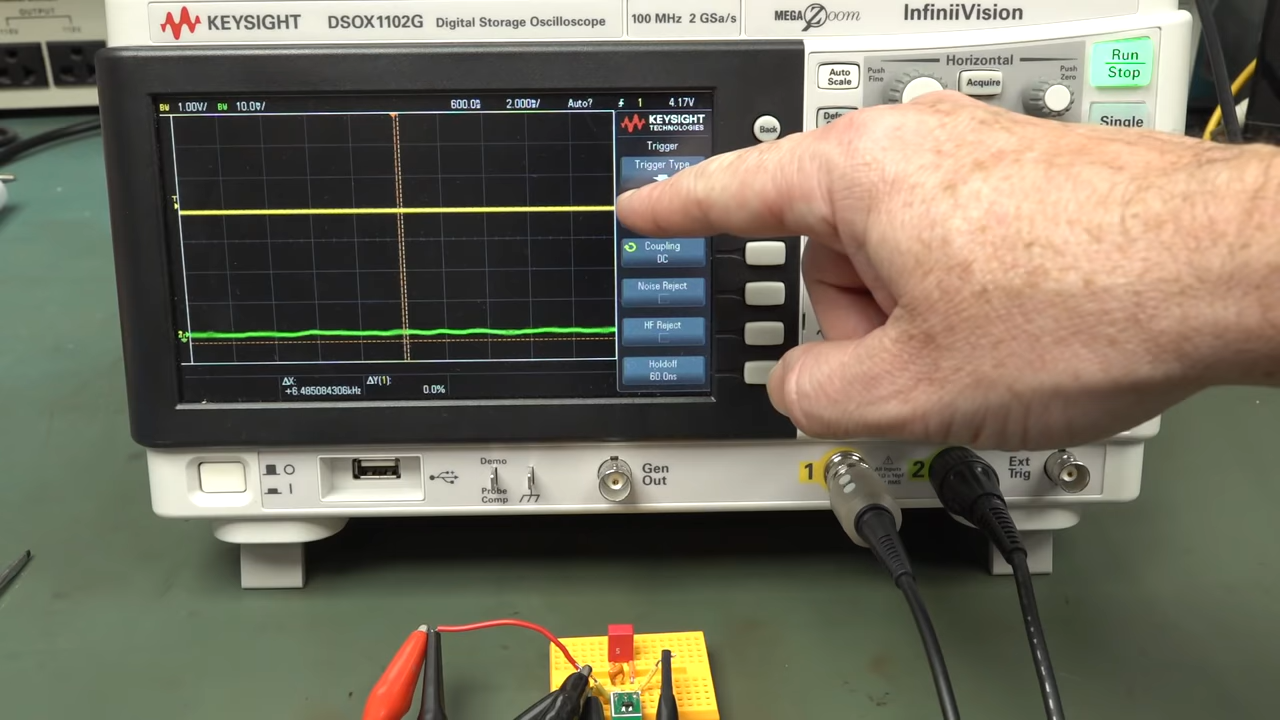 KEYSIGHT DSOX1102G Digital Storage Oscilloscope 100 MHz 2 GSa/s MEGA Zoom InfiniiVision
Auto Scale
Push Fine
Horizontal
Acquire
Push Zero
Run
Stop
Single
Back
OUTPUT
BW 1.00V/ BW 10.0V/ 2.000s/ Auto? 1 4.17V
KEYSIGHT
TECHNOLOGIES
Trigger
Trigger Type
Coupling
DC
Noise Reject
HF Reject
Holdoff
60.0ns
ΔX:
+6.485084306kHz
ΔY(1):
0.0%
Demo
Probe
Comp
Gen
Out
1
2
Ext
Trig